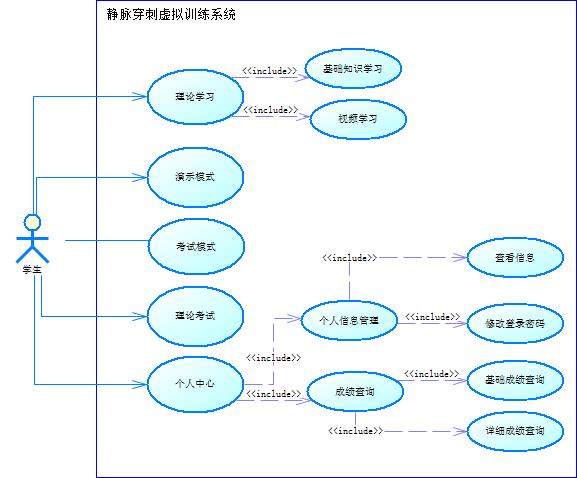 静脉穿刺虚拟训练系统
<<include>>
基础知识学习
理论学习
<<include>>
视频学习
演示模式
考试模式
学生
<<include>>
查看信息
理论考试
个人信息管理
<<include>>
修改登录密码
<<include>>
个人中心
<<include>>
成绩查询
<<include>>
基础成绩查询
<<include>>
详细成绩查询